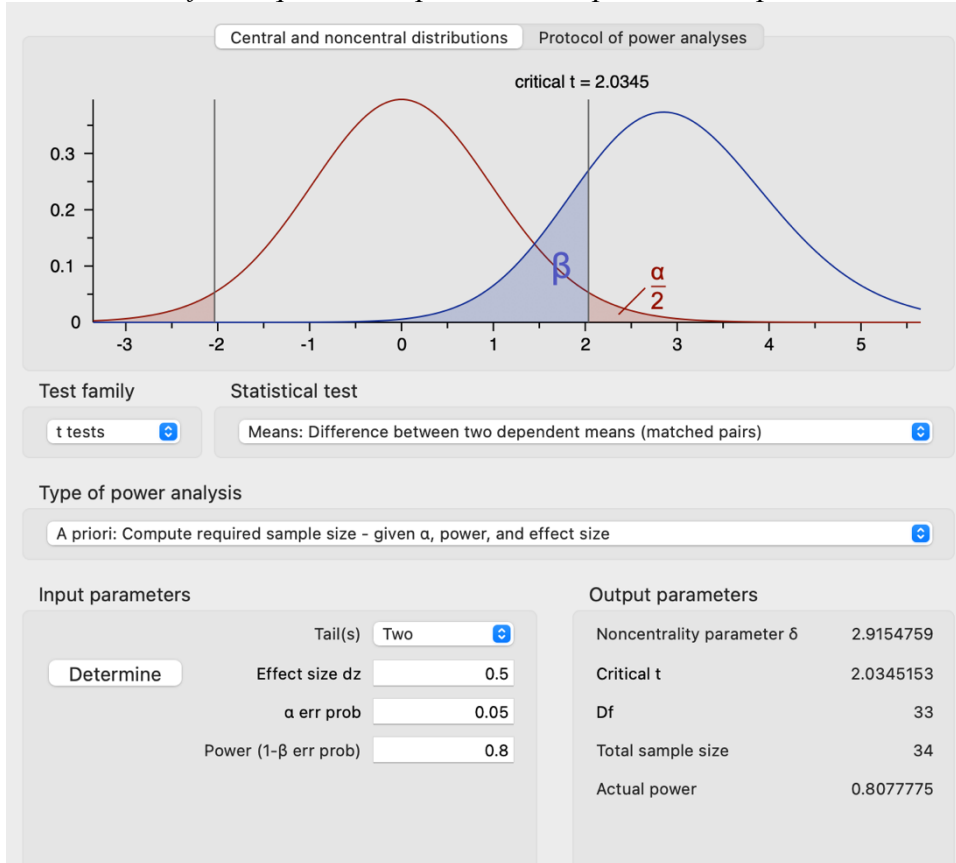 Central and noncentral distributions Protocol of power analyses
critical t = 2.0345
0.3
0.2
0.1
0
β
α
2
-3 -2 -1 0 1 2 3 4 5
Test family Statistical test
t tests Means: Difference between two dependent means (matched pairs)
Type of power analysis
A priori: Compute required sample size - given α, power, and effect size
Input parameters Output parameters
Tail(s) Two Noncentrality parameter δ 2.9154759
Determine Effect size dz 0.5 Critical t 2.0345153
α err prob 0.05 Df 33
Power (1-β err prob) 0.8 Total sample size 34
Actual power 0.8077775